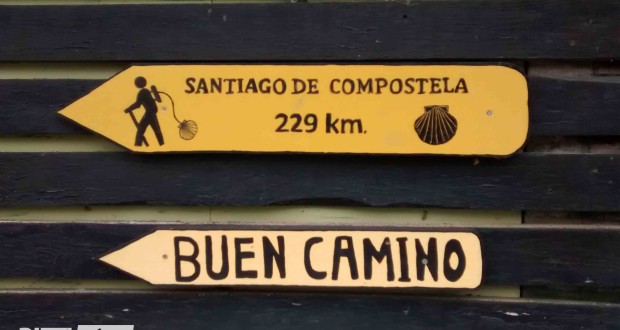 SANTIAGO DE COMPOSTELA
229 km.
BUEN CAMINO